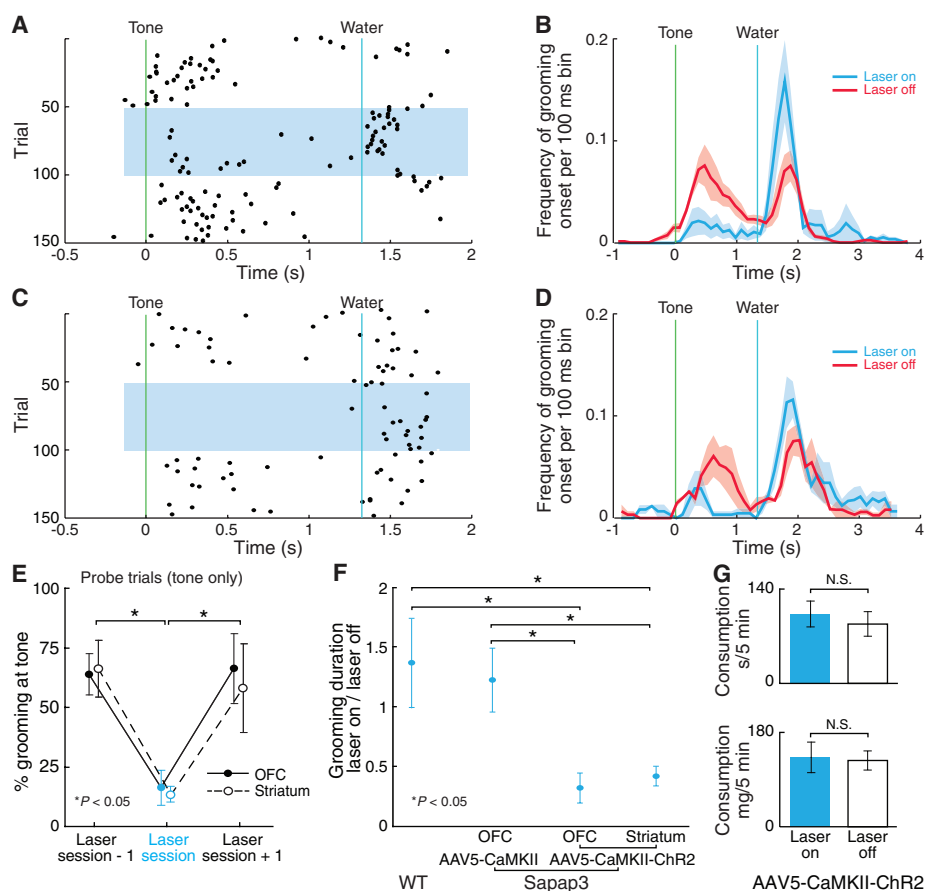 A
Tone
Water
50
100
150
Trial
-0.5
0
0.5
1
1.5
2
Time (s)
B
Tone
Water
Laser on
Laser off
0.2
0.1
0
Frequency of grooming
onset per 100 ms bin
-1
0
1
2
3
4
Time (s)
C
Tone
Water
50
100
150
Trial
-0.5
0
0.5
1
1.5
2
Time (s)
D
Tone
Water
Laser on
Laser off
0.2
0.1
0
Frequency of grooming
onset per 100 ms bin
-1
0
1
2
3
4
Time (s)
E
Probe trials (tone only)
100
75
50
25
0
% grooming at tone
* *
OFC
Striatum
*P < 0.05
Laser
session - 1
Laser
session
Laser
session + 1
F
2
1.5
1
0.5
0
Grooming duration
laser on / laser off
*
*
*
*
*P < 0.05
OFC OFC Striatum
AAV5-CaMKII AAV5-CaMKII-ChR2
WT Sapap3
G
N.S.
140
0
Consumption
s/5 min
N.S.
180
0
Consumption
mg/5 min
Laser
on
Laser
off
AAV5-CaMKII-ChR2